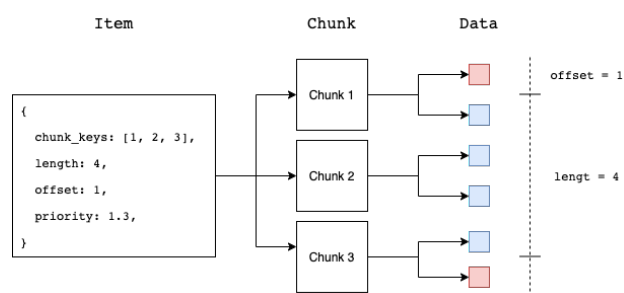 Item
Chunk
Data
{
chunk_keys: [1, 2, 3],
length: 4,
offset: 1,
priority: 1.3,
}
Chunk 1
Chunk 2
Chunk 3
offset = 1
lengt = 4